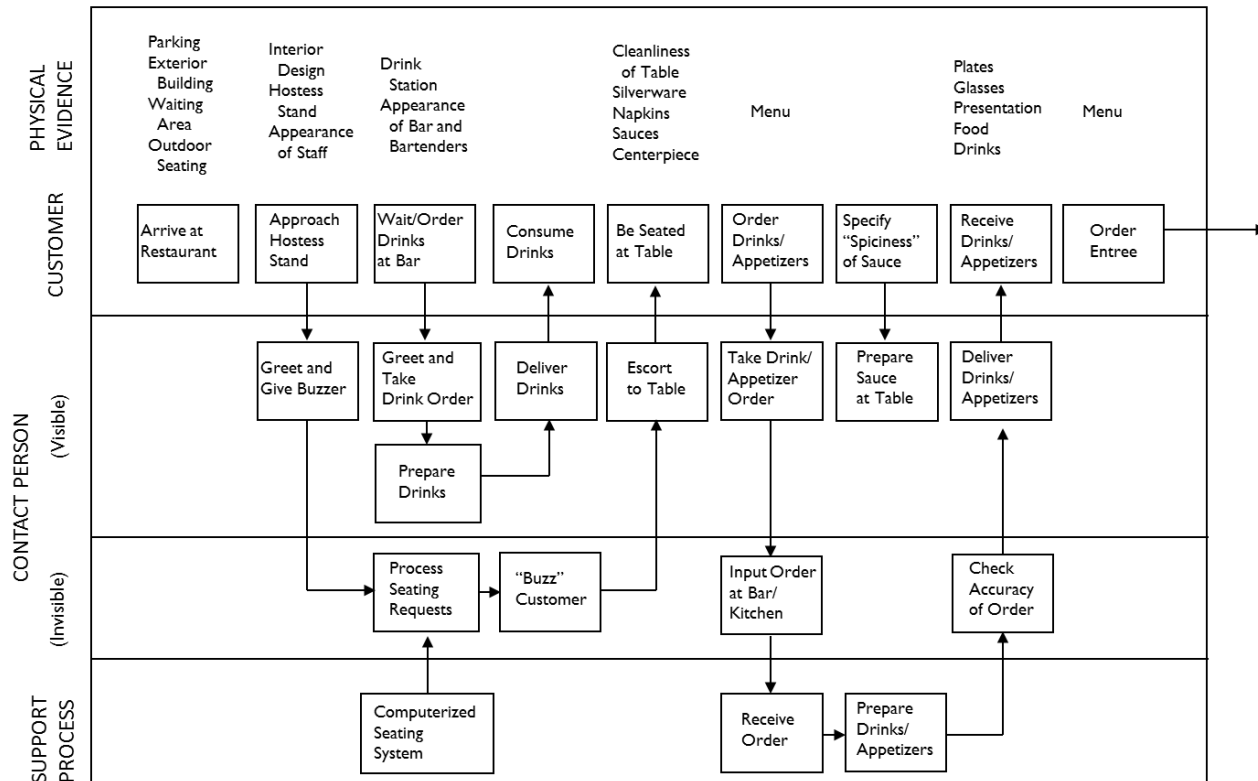 PHYSICAL
EVIDENCE
Parking
Exterior
Building
Waiting
Area
Outdoor
Seating
Interior
Design
Hostess
Stand
Appearance
of Staff
Drink
Station
Appearance
of Bar and
Bartenders
Cleanliness
of Table
Silverware
Napkins
Sauces
Centerpiece
Menu
Plates
Glasses
Presentation
Food
Drinks
Menu
CUSTOMER
Arrive at
Restaurant
Approach
Hostess
Stand
Wait/Order
Drinks
at Bar
Consume
Drinks
Be Seated
at Table
Order
Drinks/
Appetizers
Specify
“Spiciness”
of Sauce
Receive
Drinks/
Appetizers
Order
Entree
CONTACT PERSON
(Visible)
Greet and
Give Buzzer
Greet and
Take
Drink Order
Deliver
Drinks
Escort
to Table
Take Drink/
Appetizer
Order
Prepare
Sauce
at Table
Deliver
Drinks/
Appetizers
Prepare
Drinks
(Invisible)
Process
Seating
Requests
“Buzz”
Customer
Input Order
at Bar/
Kitchen
Check
Accuracy
of Order
SUPPORT
PROCESS
Computerized
Seating
System
Receive
Order
Prepare
Drinks/
Appetizers